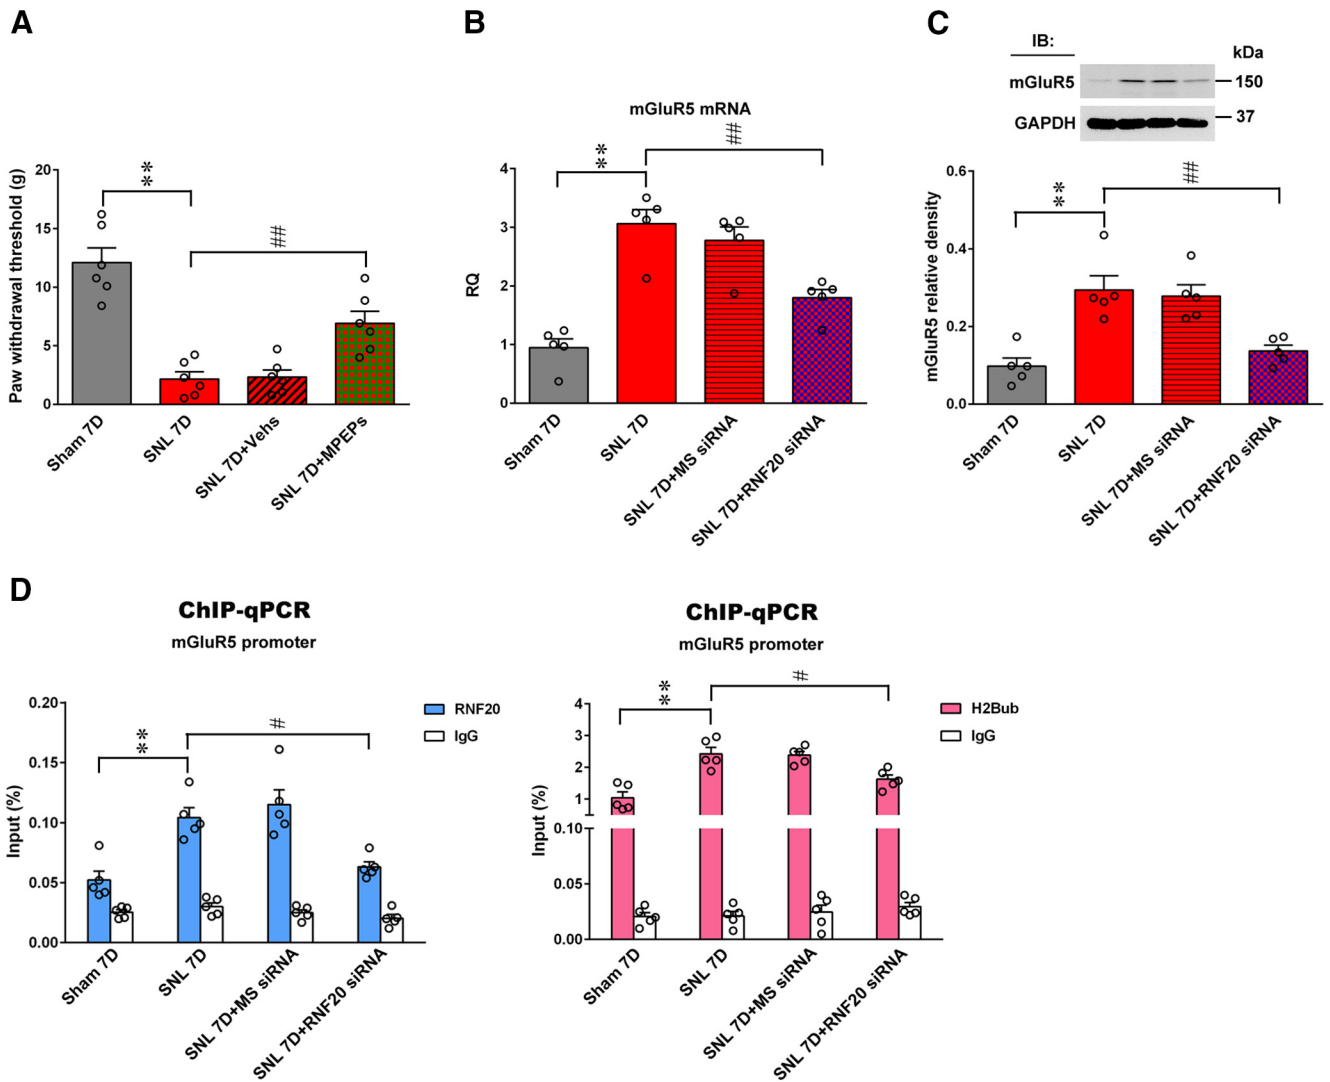 A
B
C
IB:
kDa
mGluR5
150
GAPDH
37
mGluR5 mRNA
**
##
**
##
**
##
Paw withdrawal threshold (g)
20
15
10
5
0
Sham 7D
SNL 7D
SNL 7D+Vehs
SNL 7D+MPEPs
RQ
4
3
2
1
0
Sham 7D
SNL 7D
SNL 7D+MS siRNA
SNL 7D+RNF20 siRNA
mGluR5 relative density
0.6
0.4
0.2
0.0
Sham 7D
SNL 7D
SNL 7D+MS siRNA
SNL 7D+RNF20 siRNA
D
ChIP-qPCR
mGluR5 promoter
Input (%)
0.20
0.15
0.10
0.05
0.00
**
#
RNF20
IgG
Sham 7D
SNL 7D
SNL 7D+MS siRNA
SNL 7D+RNF20 siRNA
ChIP-qPCR
mGluR5 promoter
Input (%)
4
3
2
1
0.10
0.05
0.00
**
#
H2Bub
IgG
Sham 7D
SNL 7D
SNL 7D+MS siRNA
SNL 7D+RNF20 siRNA